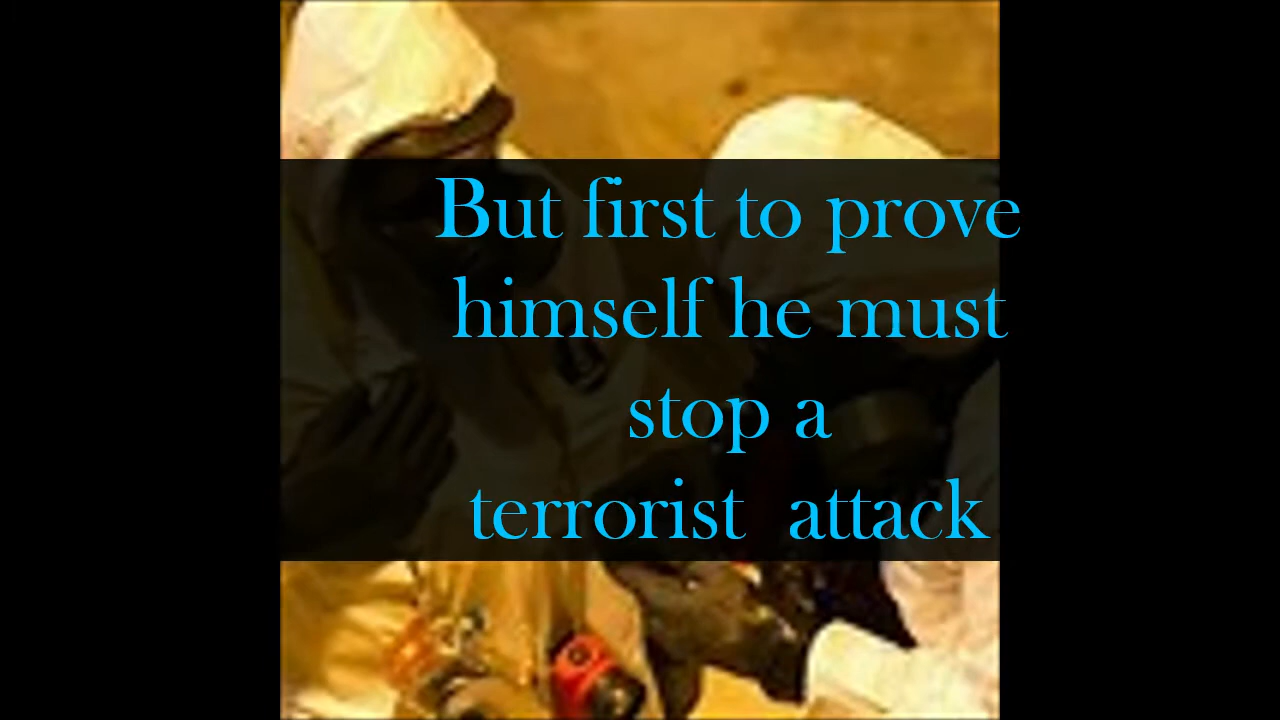 But first to prove
himself he must
stop a
terrorist  attack